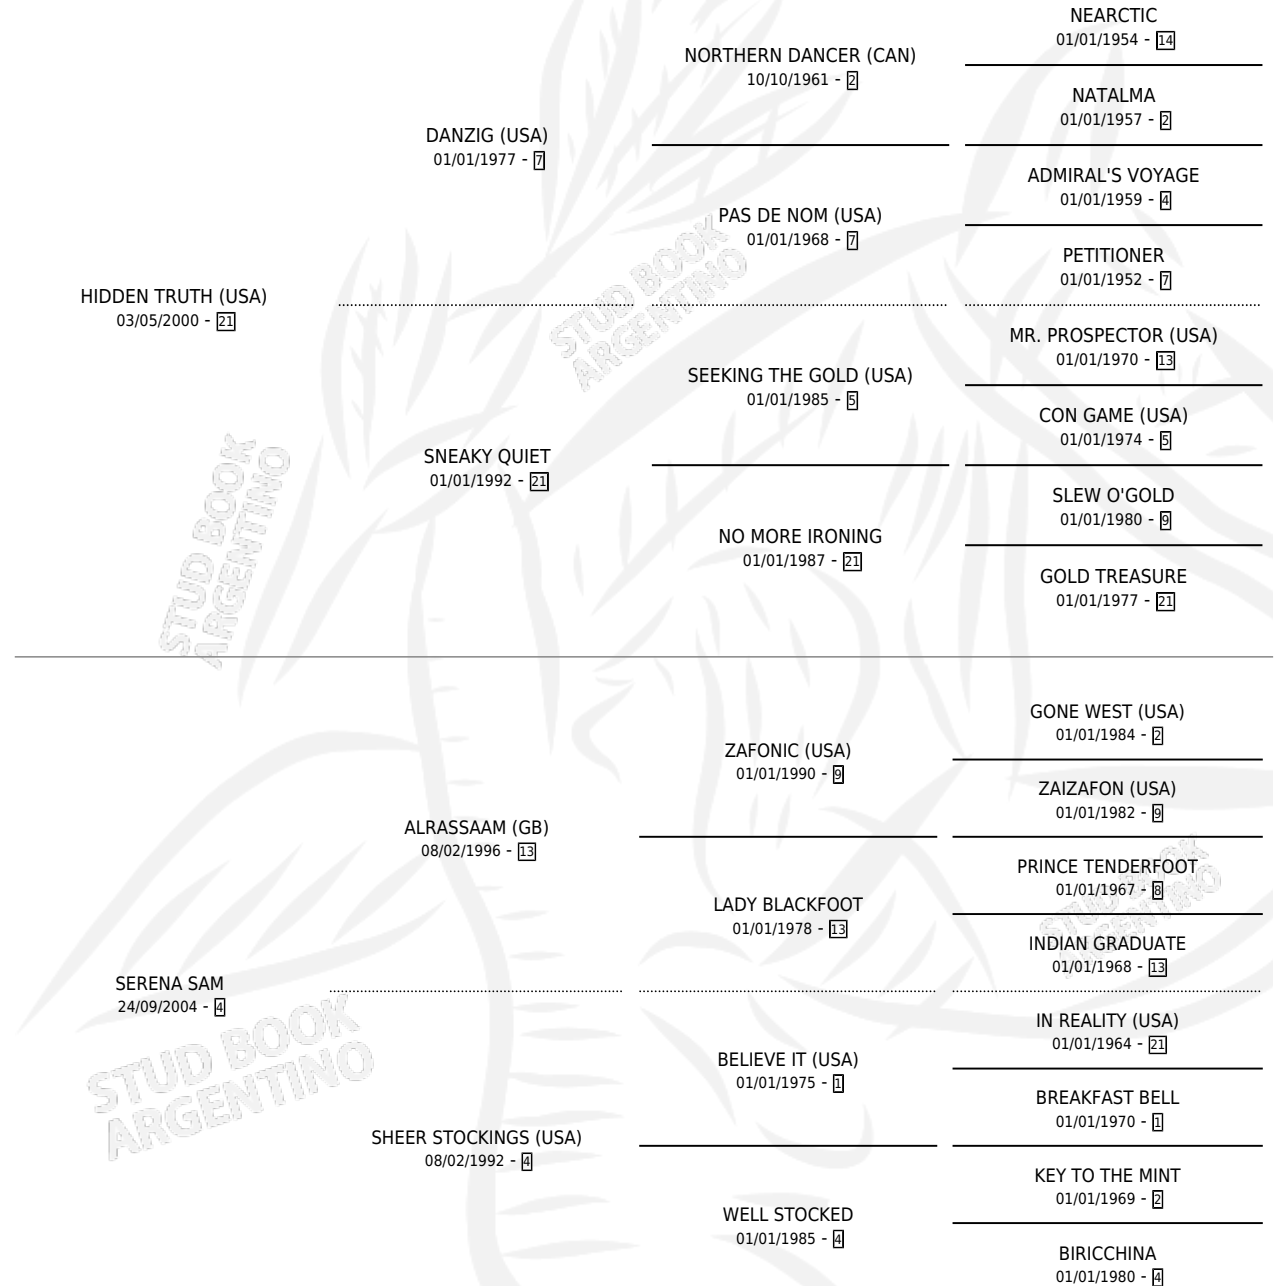 NEARCTIC
01/01/1954 - 14
NORTHERN DANCER (CAN)
10/10/1961 - 2
NATALMA
01/01/1957 - 2
DANZIG (USA)
01/01/1977 - 7
ADMIRAL'S VOYAGE
01/01/1959 - 4
PAS DE NOM (USA)
01/01/1968 - 7
PETITIONER
01/01/1952 - 7
HIDDEN TRUTH (USA)
03/05/2000 - 21
STUD BOOK
ARGENTINO
MR. PROSPECTOR (USA)
01/01/1970 - 13
SEEKING THE GOLD (USA)
01/01/1985 - 5
CON GAME (USA)
01/01/1974 - 5
SNEAKY QUIET
01/01/1992 - 21
SLEW O'GOLD
01/01/1980 - 9
NO MORE IRONING
01/01/1987 - 21
GOLD TREASURE
01/01/1977 - 21
STUD BOOK
ARGENTINO
GONE WEST (USA)
01/01/1984 - 2
ZAFONIC (USA)
01/01/1990 - 9
ZAIZAFON (USA)
01/01/1982 - 9
ALRASSAAM (GB)
08/02/1996 - 13
PRINCE TENDERFOOT
01/01/1967 - 8
LADY BLACKFOOT
01/01/1978 - 13
STUD BOOK
ARGENTINO
INDIAN GRADUATE
01/01/1968 - 13
SERENA SAM
24/09/2004 - 4
IN REALITY (USA)
01/01/1964 - 21
BELIEVE IT (USA)
01/01/1975 - 1
BREAKFAST BELL
01/01/1970 - 1
STUD BOOK
ARGENTINO
SHEER STOCKINGS (USA)
08/02/1992 - 4
KEY TO THE MINT
01/01/1969 - 2
WELL STOCKED
01/01/1985 - 4
BIRICCHINA
01/01/1980 - 4